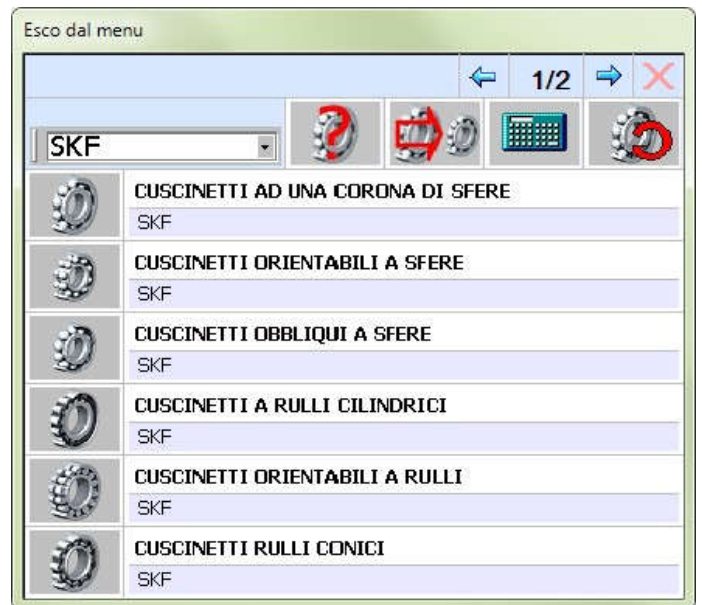 Esco dal menu
1/2
SKF
CUSCINETTI AD UNA CORONA DI SFERE
SKF
CUSCINETTI ORIENTABILI A SFERE
SKF
CUSCINETTI OBBLIQUI A SFERE
SKF
CUSCINETTI A RULLI CILINDRICI
SKF
CUSCINETTI ORIENTABILI A RULLI
SKF
CUSCINETTI RULLI CONICI
SKF